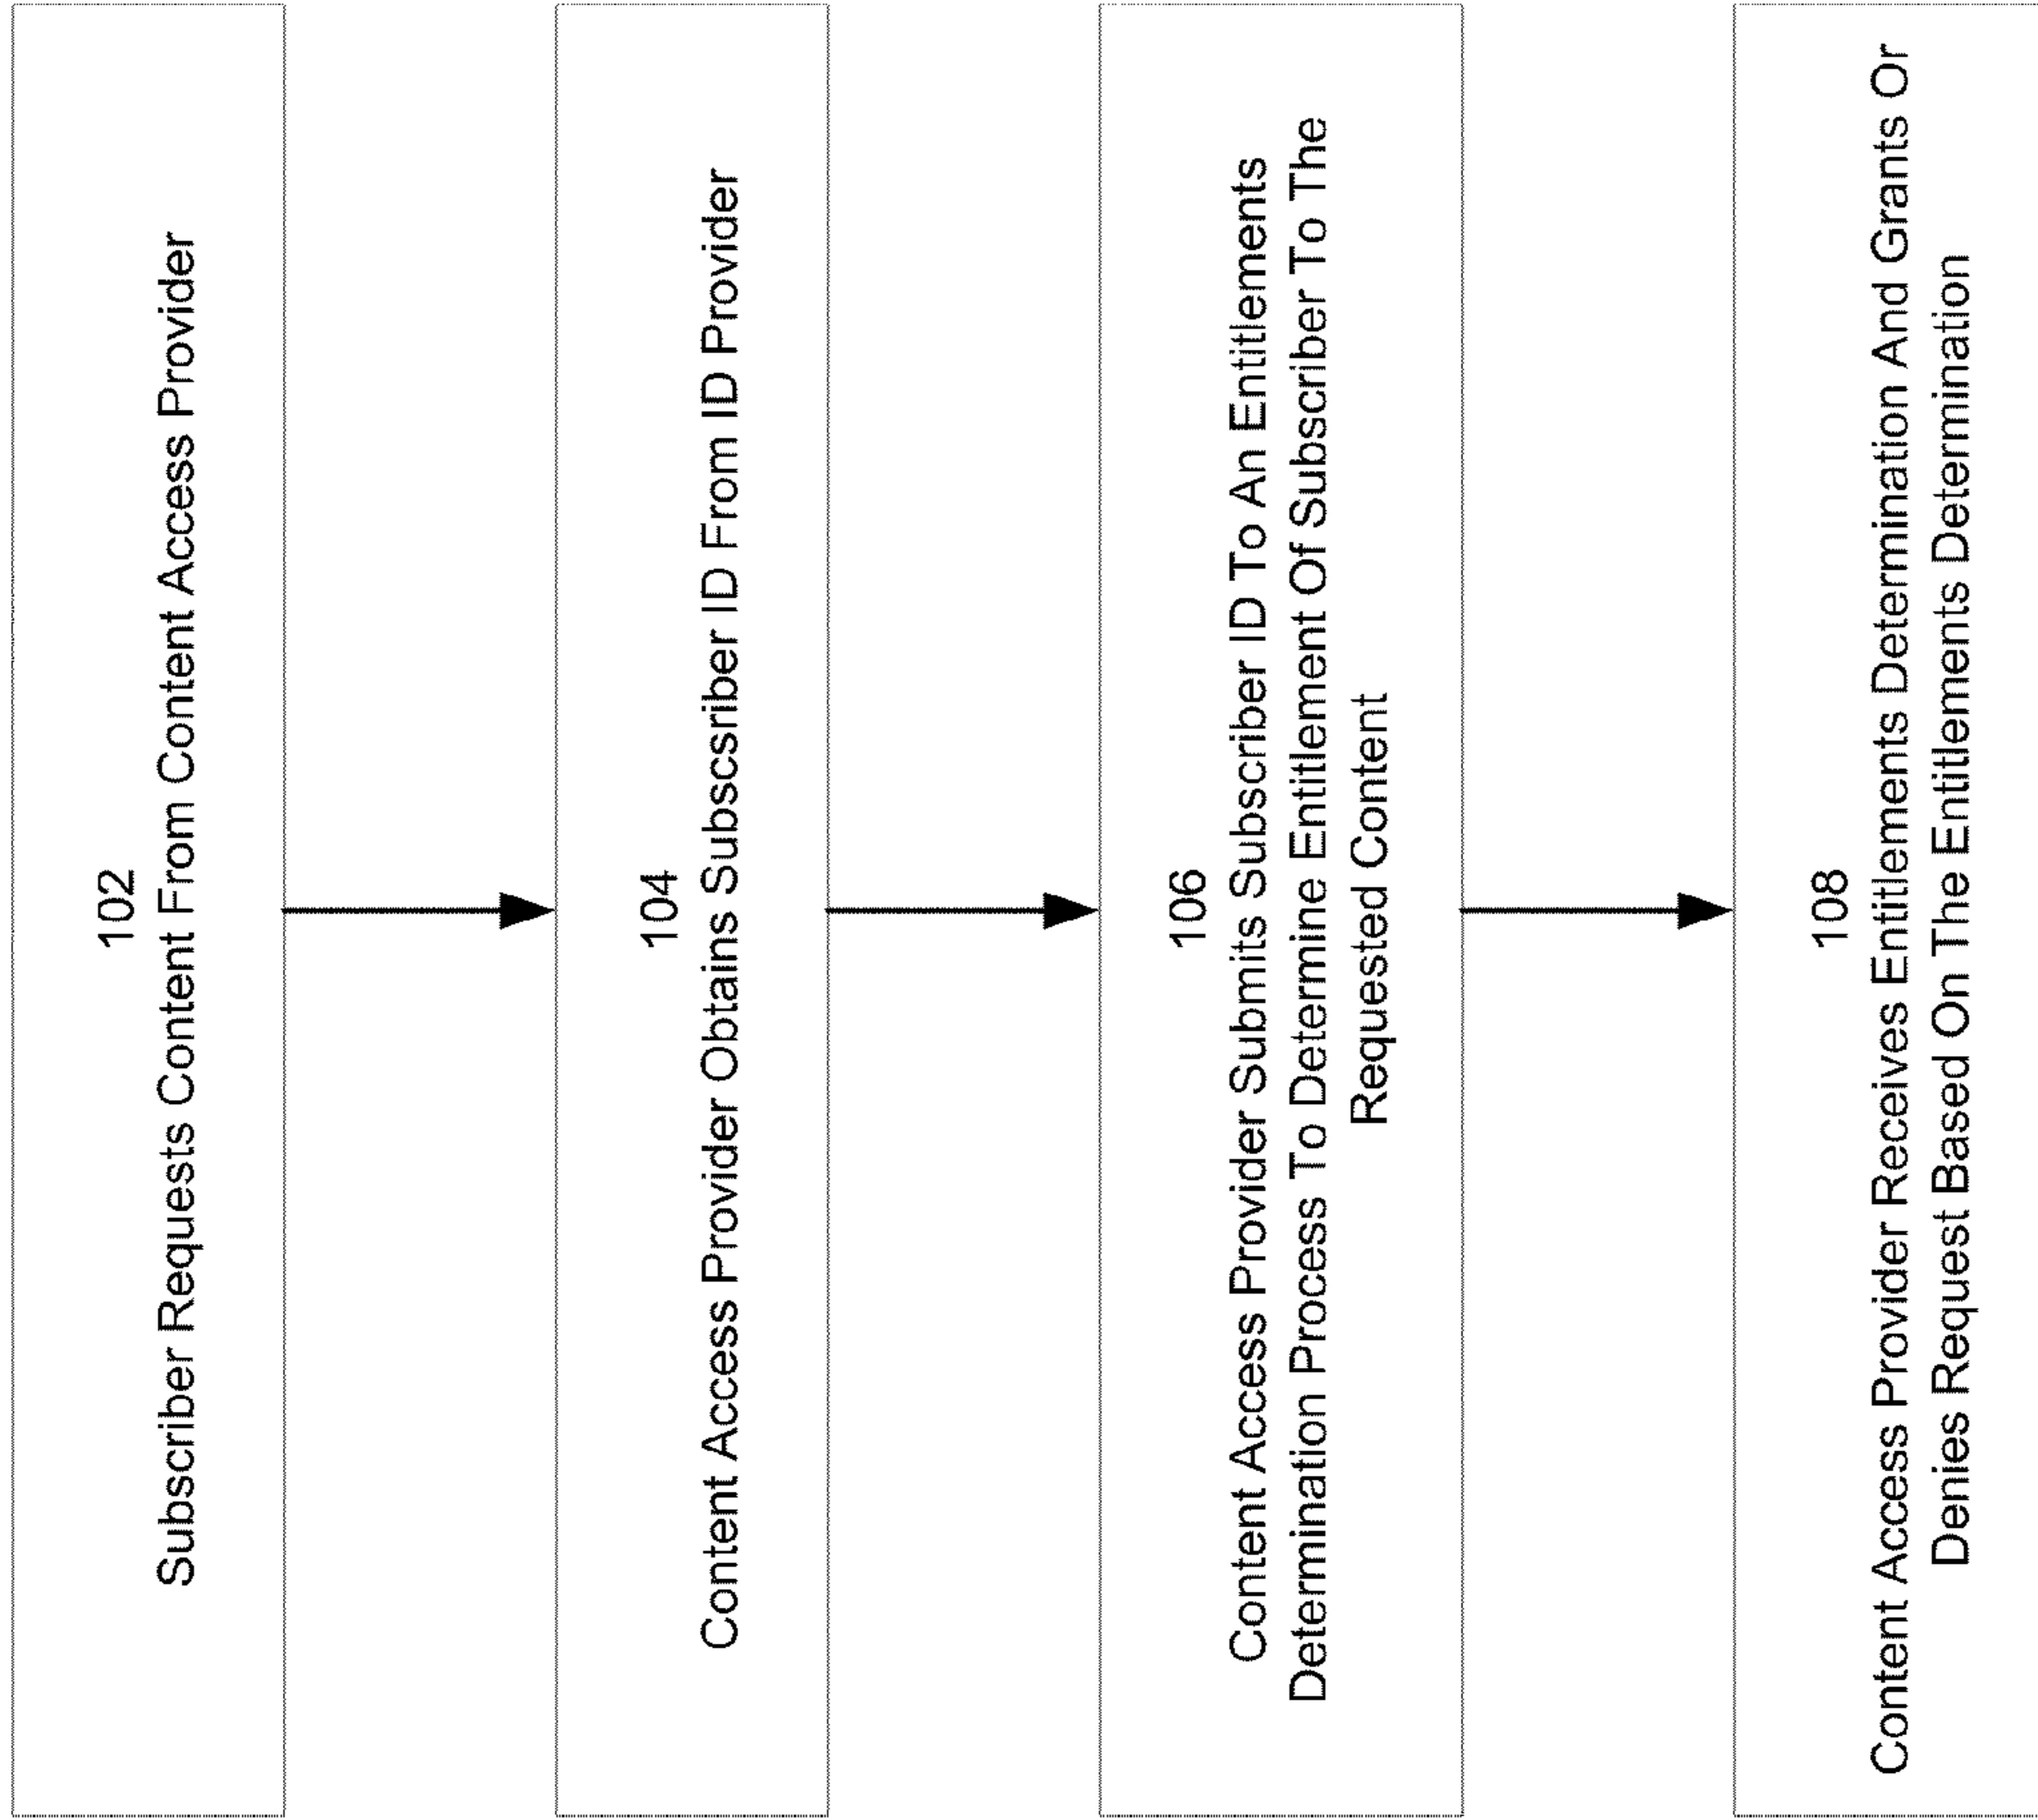 102
Subscriber Requests Content From Content Access Provider
104
Content Access Provider Obtains Subscsriber ID From ID Provider
106
Content Access Provider Submits Subscriber ID To An Entitlements
Determination Process To Determine Entitlement Of Subscriber To The
Requested Content
108
Content Access Provider Receives Entitlements Determination And Grants Or
Denies Request Based On The Entitlements Determination